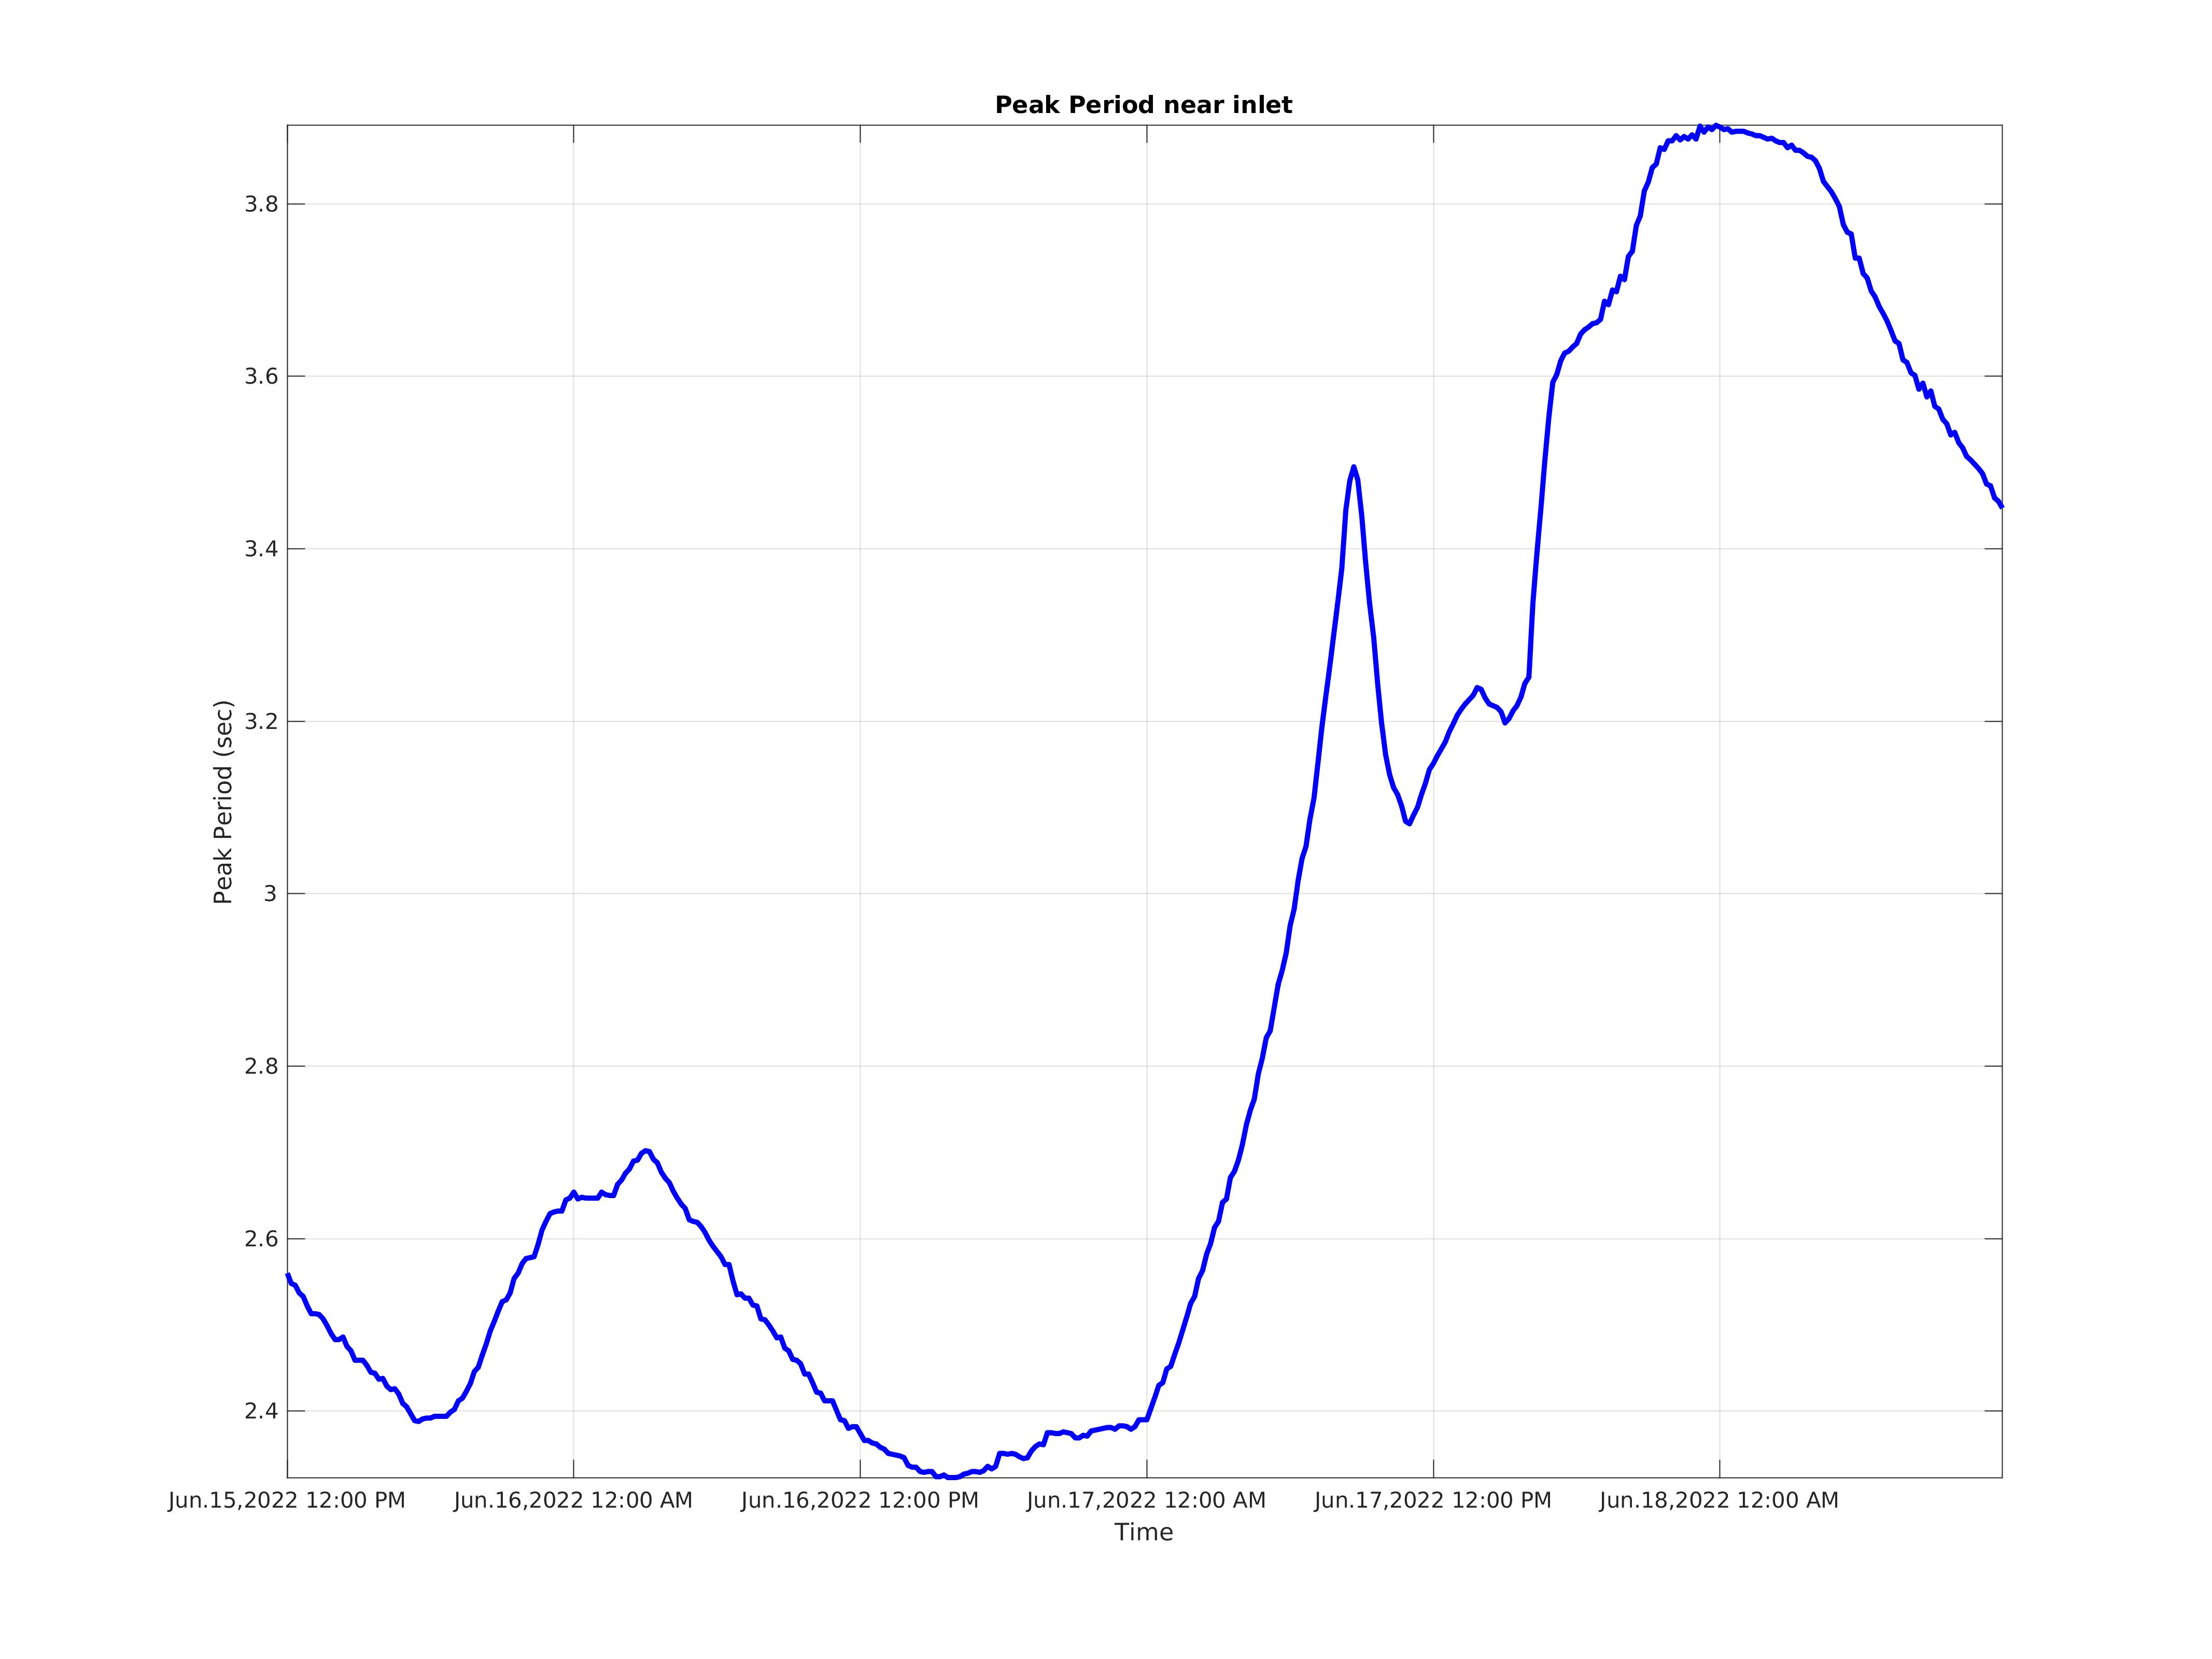 Peak Period near inlet
Peak Period (sec)
3.8
3.6
3.4
3.2
3
2.8
2.6
2.4
Jun.15,2022 12:00 PM
Jun.16,2022 12:00 AM
Jun.16,2022 12:00 PM
Jun.17,2022 12:00 AM
Jun.17,2022 12:00 PM
Jun.18,2022 12:00 AM
Time